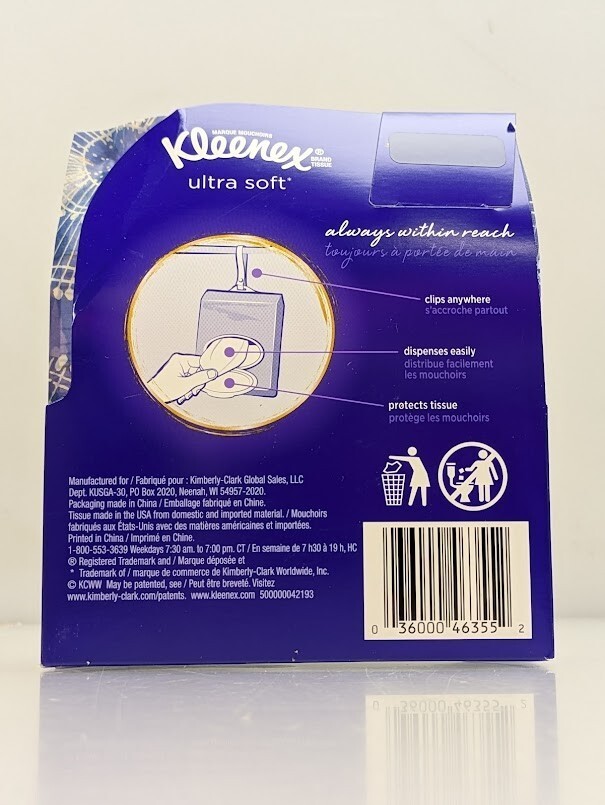 MARQUE MOUCHOIRS
Kleenex®
BRAND
TISSUE
ultra soft*
always within reach
toujours à portée de main
clips anywhere
s'accroche partout
dispenses easily
distribue facilement
les mouchoirs
protects tissue
protège les mouchoirs
Manufactured for / Fabriqué pour : Kimberly-Clark Global Sales, LLC
Dept. KUSGA-30, PO Box 2020, Neenah, WI 54957-2020.
Packaging made in China / Emballage fabriqué en Chine.
Tissue made in the USA from domestic and imported material. / Mouchoirs
fabriqués aux États-Unis avec des matières américaines et importées.
Printed in China / Imprimé en Chine.
1-800-553-3639 Weekdays 7:30 am. to 7:00 pm. CT / En semaine de 7 h30 à 19 h, HC
® Registered Trademark and / Marque déposée et
* Trademark of / marque de commerce de Kimberly-Clark Worldwide, Inc.
© KCWW May be patented, see / Peut être breveté. Visitez
www.kimberly-clark.com/patents. www.kleenex.com 500000042193
0 36000 46355 2